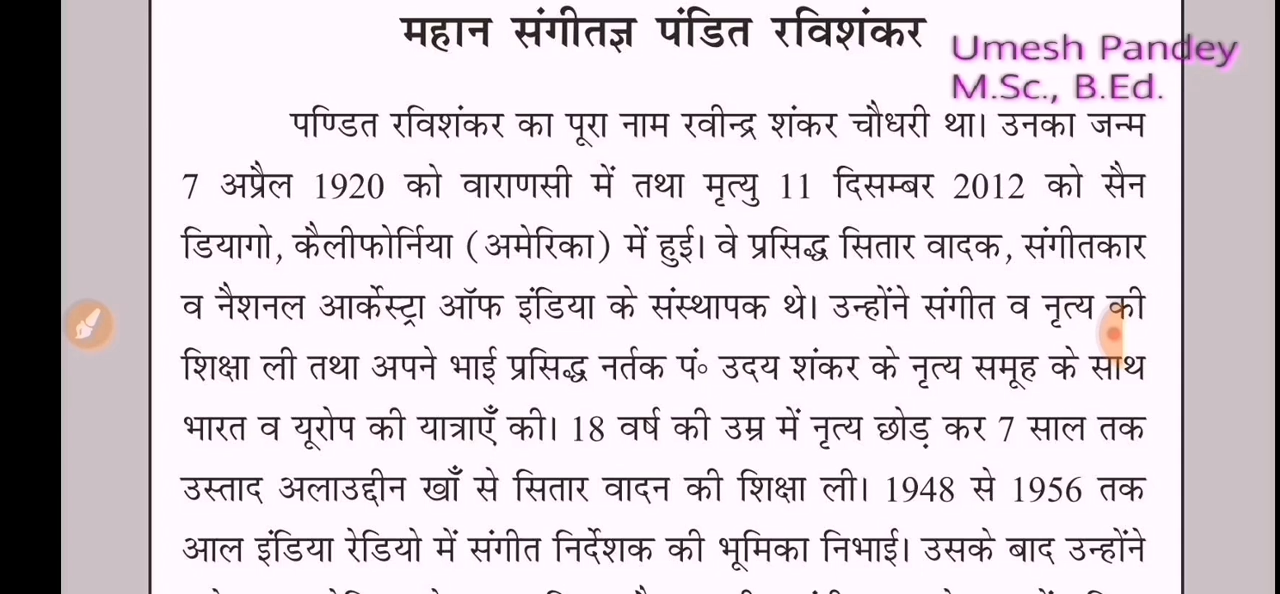 महान संगीतज्ञ पंडित रविशंकर
Umesh Pandey
M.Sc., B.Ed.
पण्डित रविशंकर का पूरा नाम रवीन्द्र शंकर चौधरी था। उनका जन्म
7 अप्रैल 1920 को वाराणसी में तथा मृत्यु 11 दिसम्बर 2012 को सैन
डियागो, कैलीफोर्निया (अमेरिका) में हुई। वे प्रसिद्ध सितार वादक, संगीतकार
व नैशनल आर्केस्ट्रा ऑफ इंडिया के संस्थापक थे। उन्होंने संगीत व नृत्य की
शिक्षा ली तथा अपने भाई प्रसिद्ध नर्तक पं॰ उदय शंकर के नृत्य समूह के साथ
भारत व यूरोप की यात्राएँ की। 18 वर्ष की उम्र में नृत्य छोड़ कर 7 साल तक
उस्ताद अलाउद्दीन खाँ से सितार वादन की शिक्षा ली। 1948 से 1956 तक
आल इंडिया रेडियो में संगीत निर्देशक की भूमिका निभाई। उसके बाद उन्होंने